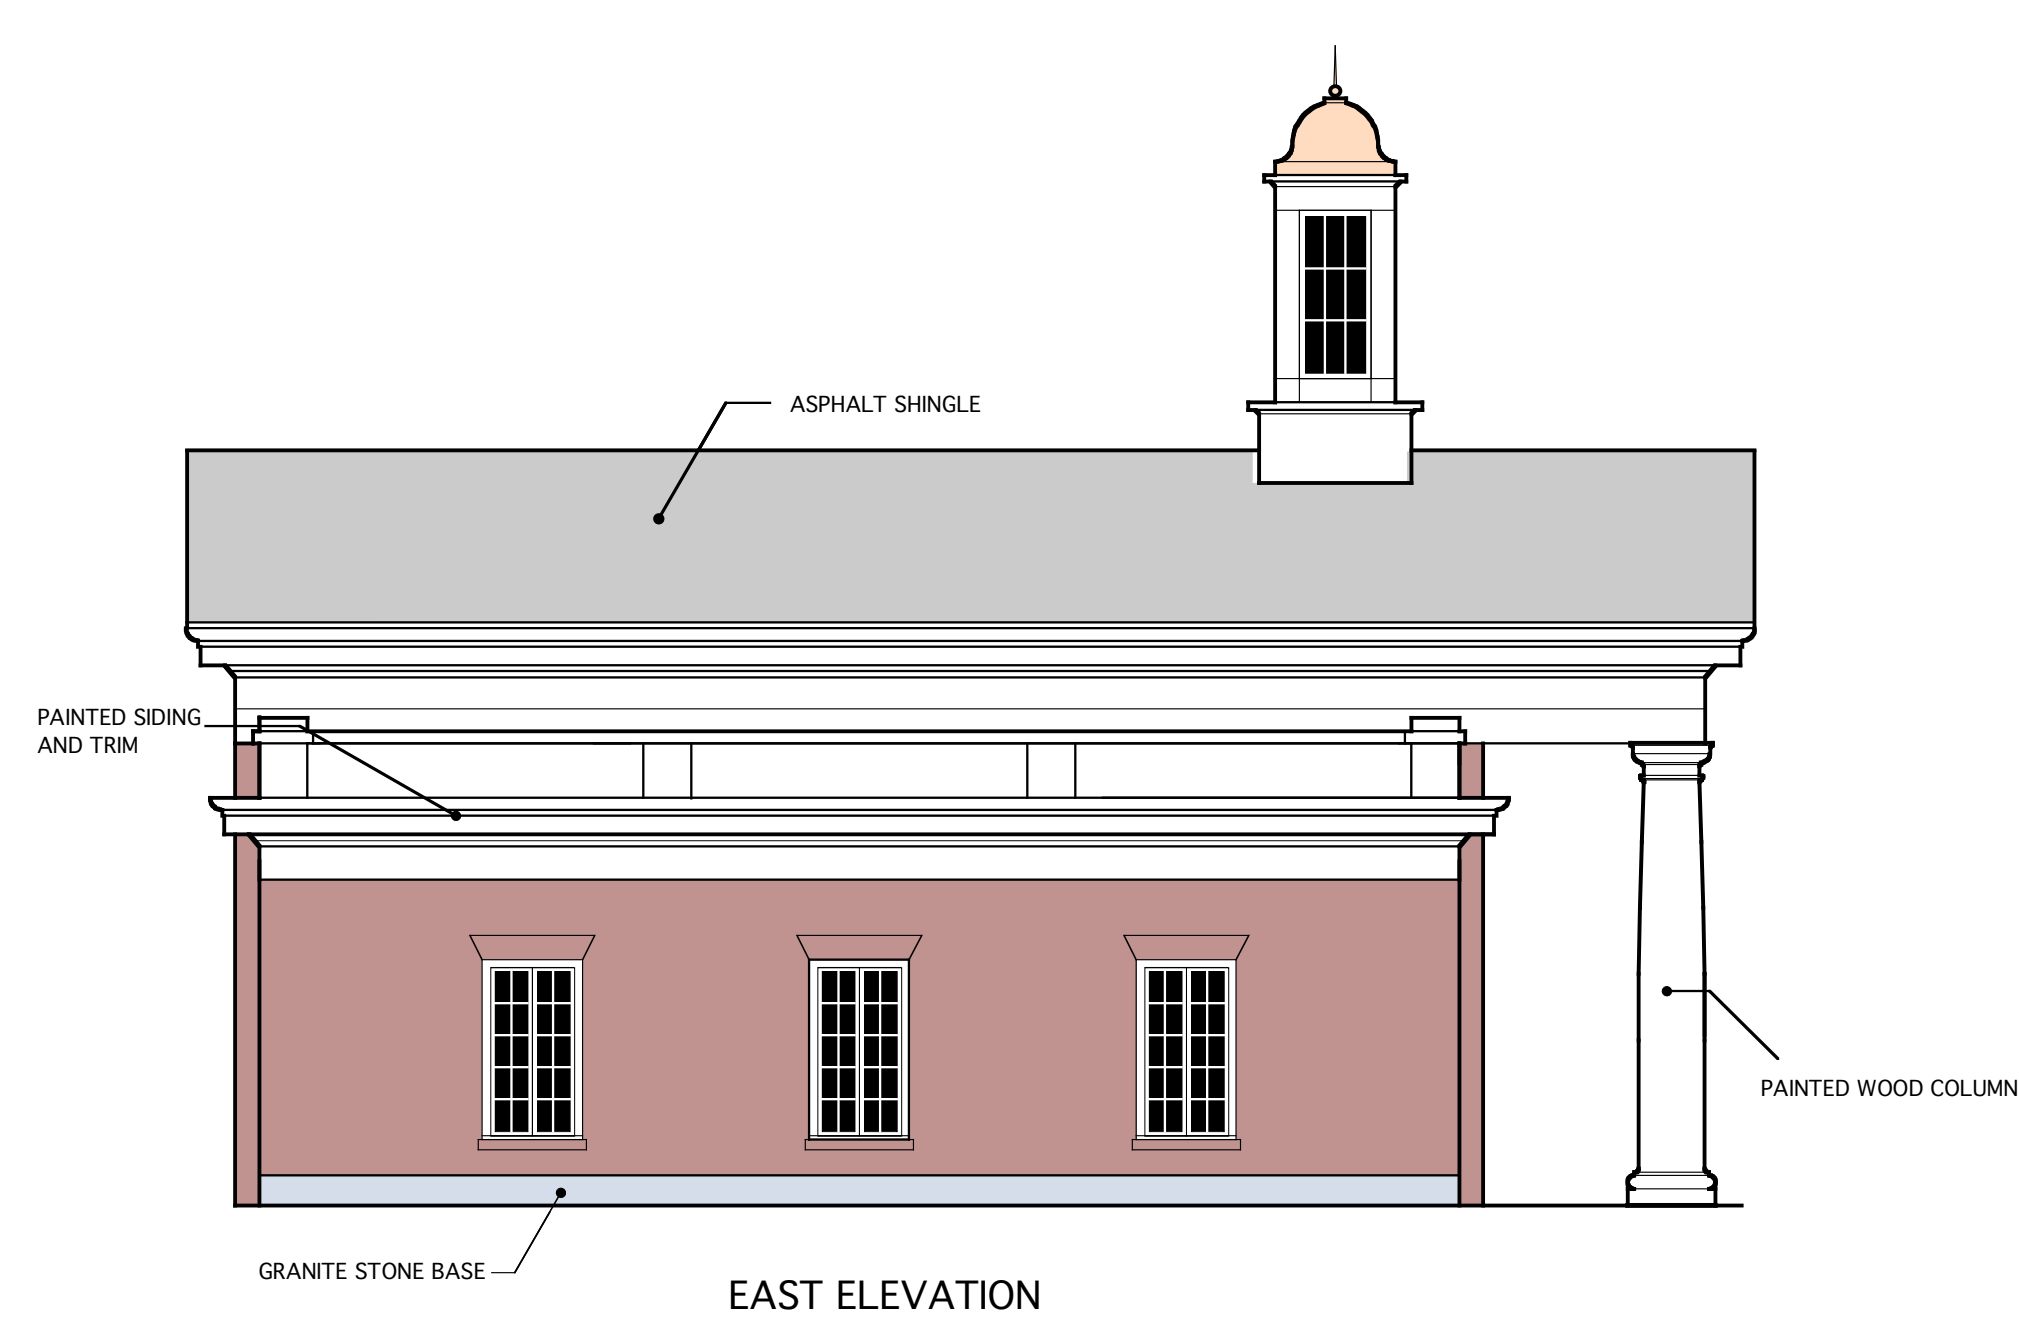 ASPHALT SHINGLE
PAINTED SIDING
AND TRIM
PAINTED WOOD COLUMN
GRANITE STONE BASE
EAST ELEVATION